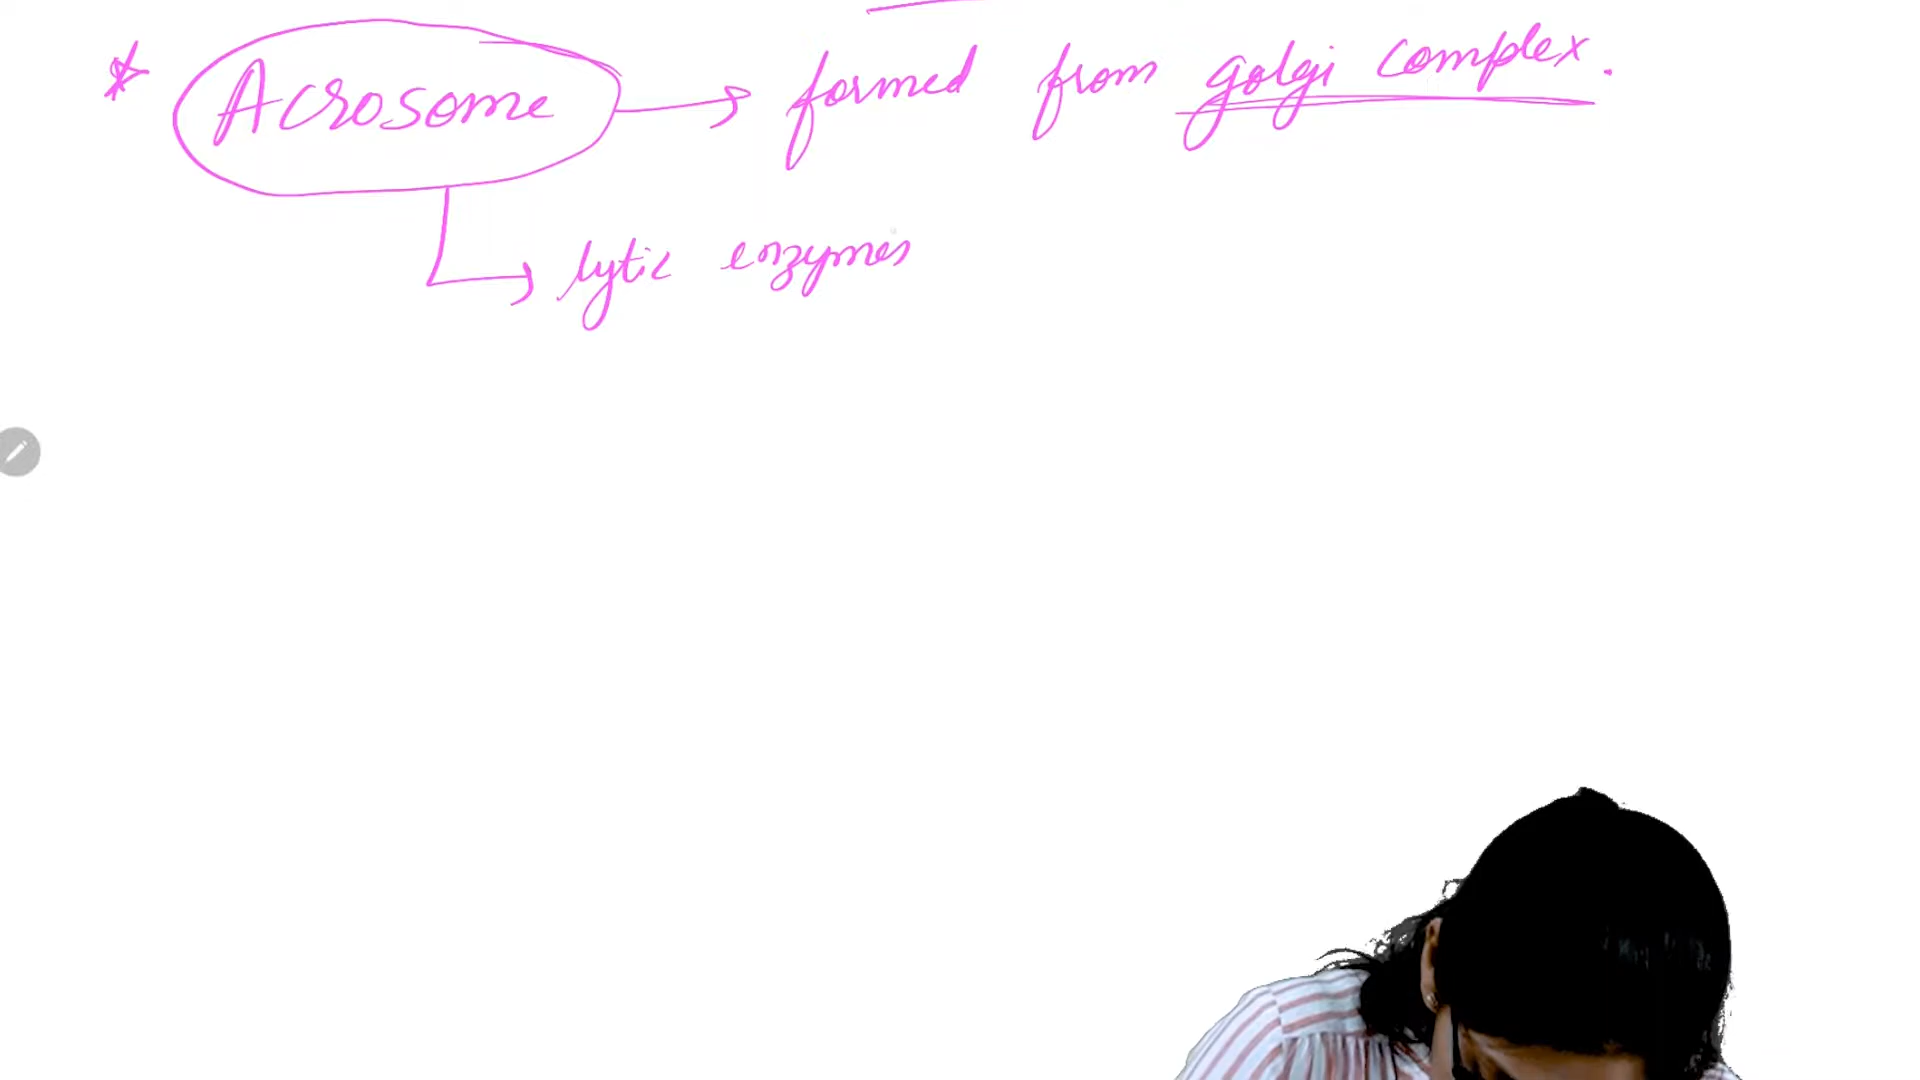 * Acrosome → formed from golgi complex.
→ lytic enzymes